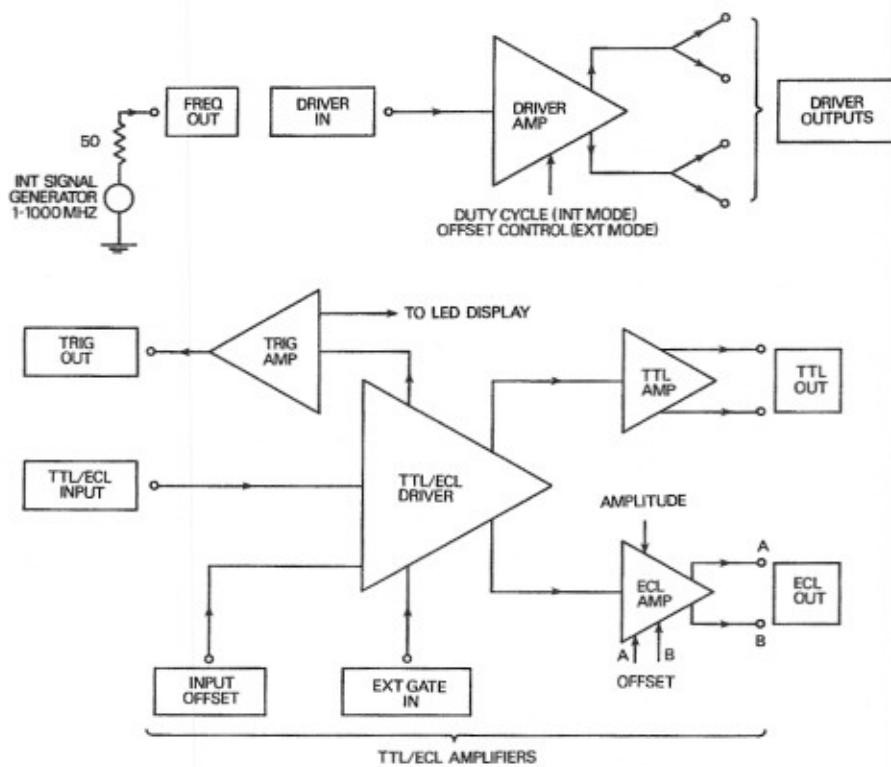 FREQ
OUT
50
INT SIGNAL
GENERATOR
1-1000 MHZ
DRIVER
IN
DRIVER
AMP
DRIVER
OUTPUTS
DUTY CYCLE (INT MODE)
OFFSET CONTROL (EXT MODE)
TRIG
OUT
TRIG
AMP
TO LED DISPLAY
TTL
AMP
TTL
OUT
TTL/ECL
INPUT
TTL/ECL
DRIVER
AMPLITUDE
ECL
AMP
A
B
ECL
OUT
A
B
OFFSET
INPUT
OFFSET
EXT GATE
IN
TTL/ECL AMPLIFIERS